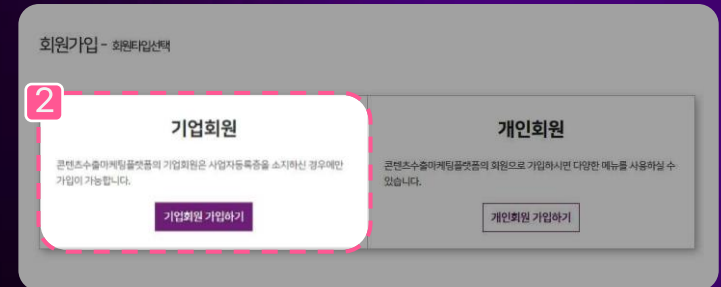 회원가입 - 회원타입선택
2
기업회원
콘텐츠수출마케팅플랫폼의 기업회원은 사업자등록증을 소지하신 경우에만
가입이 가능합니다.
기업회원 가입하기
개인회원
콘텐츠수출마케팅플랫폼의 회원으로 가입하시면 다양한 메뉴를 사용하실 수
있습니다.
개인회원 가입하기